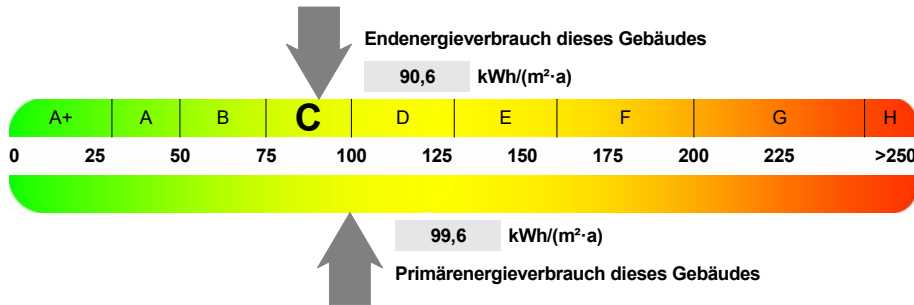 Endenergieverbrauch dieses Gebäudes
90,6 kWh/(m²·a)
A+ A B C D E F G H
0 25 50 75 100 125 150 175 200 225 >250
99,6 kWh/(m²·a)
Primärenergieverbrauch dieses Gebäudes